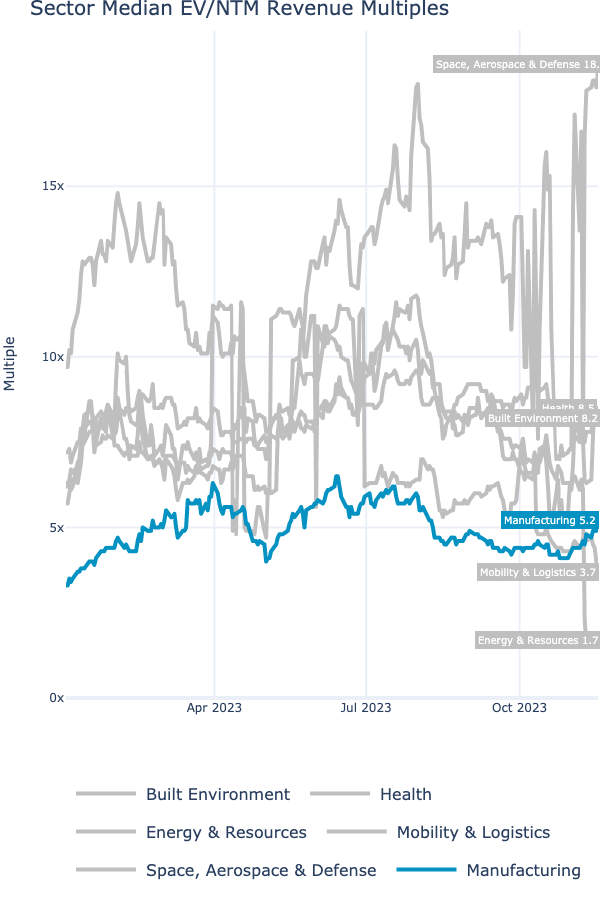 Sector Median EV/NTM Revenue Multiples
Space, Aerospace & Defense 18.
15x
Multiple
10x
Health 8.5
Built Environment 8.2
5x
Manufacturing 5.2
Mobility & Logistics 3.7
Energy & Resources 1.7
0x
Apr 2023 Jul 2023 Oct 2023
Built Environment Health
Energy & Resources Mobility & Logistics
Space, Aerospace & Defense Manufacturing